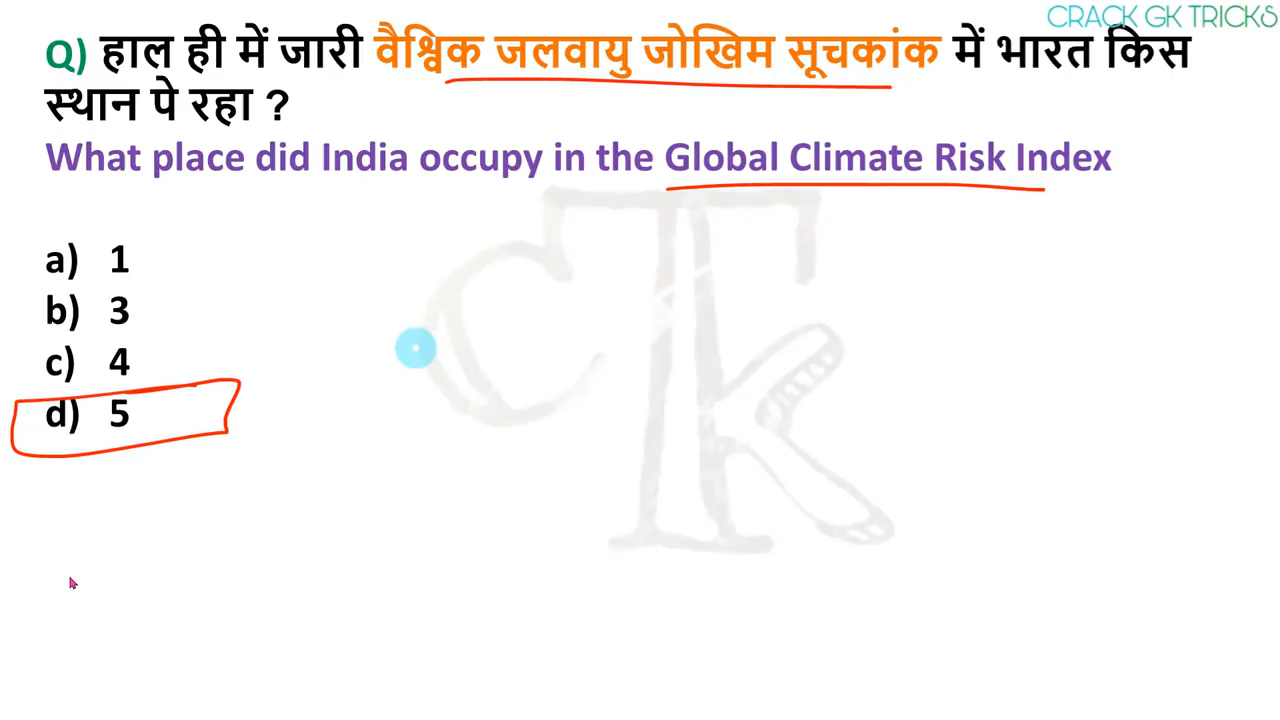 CRACK GK TRICKS
Q) हाल ही में जारी वैश्विक जलवायु जोखिम सूचकांक में भारत किस
स्थान पे रहा ?
What place did India occupy in the Global Climate Risk Index
a) 1
b) 3
c) 4
d) 5
CTk